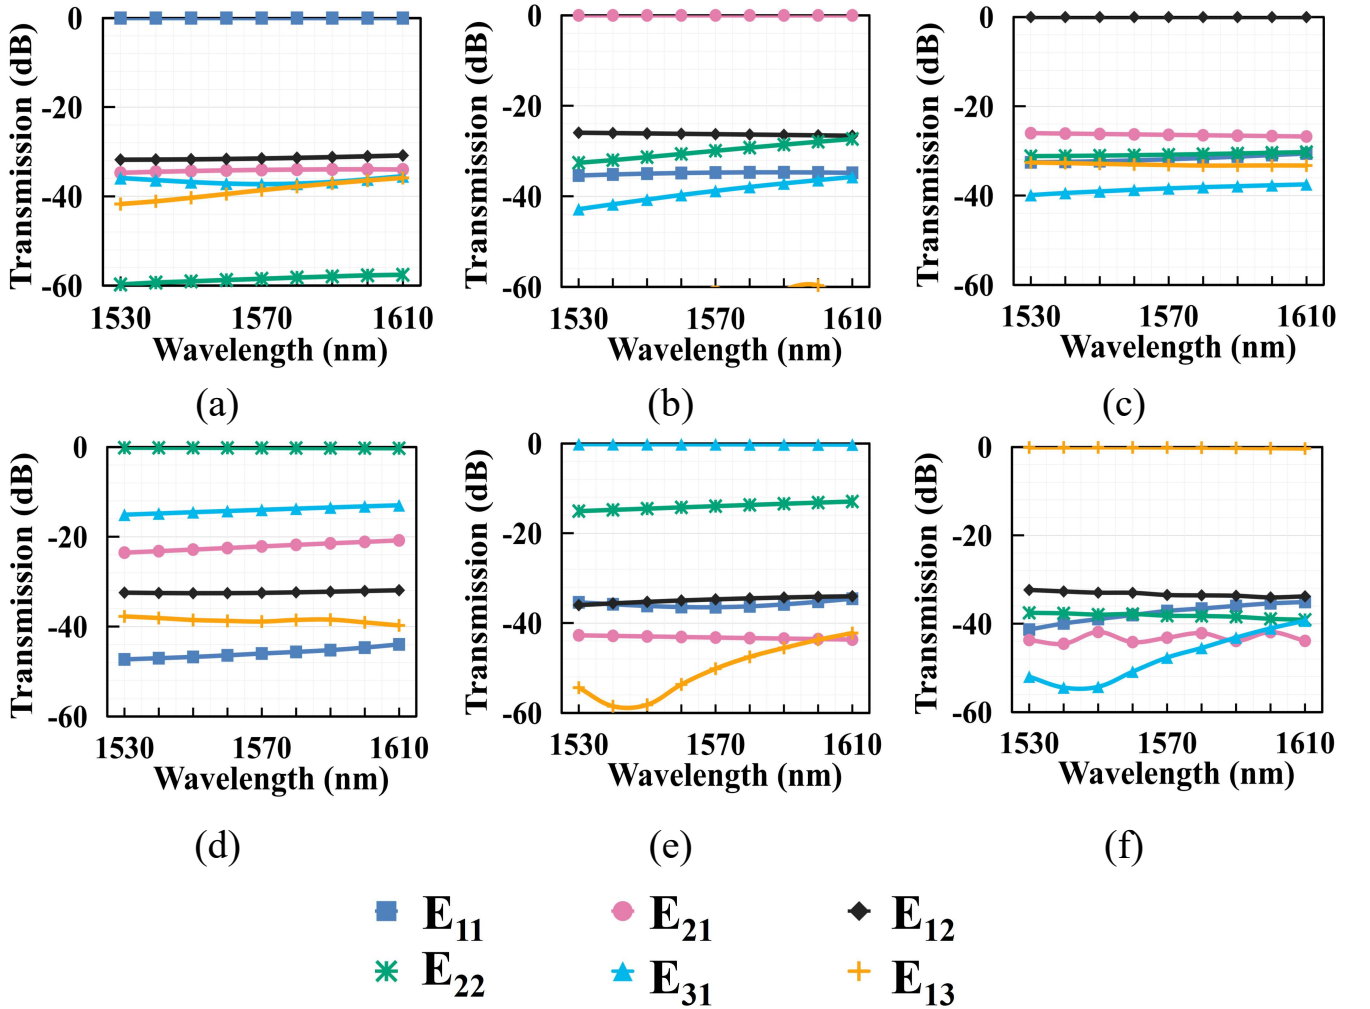 Transmission (dB)
0
-20
-40
-60
1530 1570 1610
Wavelength (nm)
(a)
Transmission (dB)
0
-20
-40
-60
1530 1570 1610
Wavelength (nm)
(b)
Transmission (dB)
0
-20
-40
-60
1530 1570 1610
Wavelength (nm)
(c)
Transmission (dB)
0
-20
-40
-60
1530 1570 1610
Wavelength (nm)
(d)
Transmission (dB)
0
-20
-40
-60
1530 1570 1610
Wavelength (nm)
(e)
Transmission (dB)
0
-20
-40
-60
1530 1570 1610
Wavelength (nm)
(f)
E11 E21 E12
E22 E31 E13